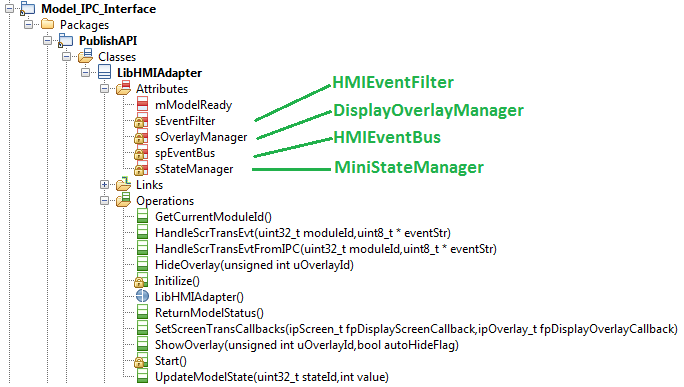 Model_IPC_Interface
Packages
PublishAPI
Classes
LibHMIAdapter
Attributes
mModelReady
sEventFilter HMIEventFilter
sOverlayManager DisplayOverlayManager
spEventBus HMIEventBus
sStateManager MiniStateManager
Links
Operations
GetCurrentModuleId()
HandleScrTransEvt(uint32_t moduleId,uint8_t * eventStr)
HandleScrTransEvtFromIPC(uint32_t moduleId,uint8_t * eventStr)
HideOverlay(unsigned int uOverlayId)
Initilize()
LibHMIAdapter()
ReturnModelStatus()
SetScreenTransCallbacks(ipScreen_t fpDisplayScreenCallback,ipOverlay_t fpDisplayOverlayCallback)
ShowOverlay(unsigned int uOverlayId,bool autoHideFlag)
Start()
UpdateModelState(uint32_t stateId,int value)